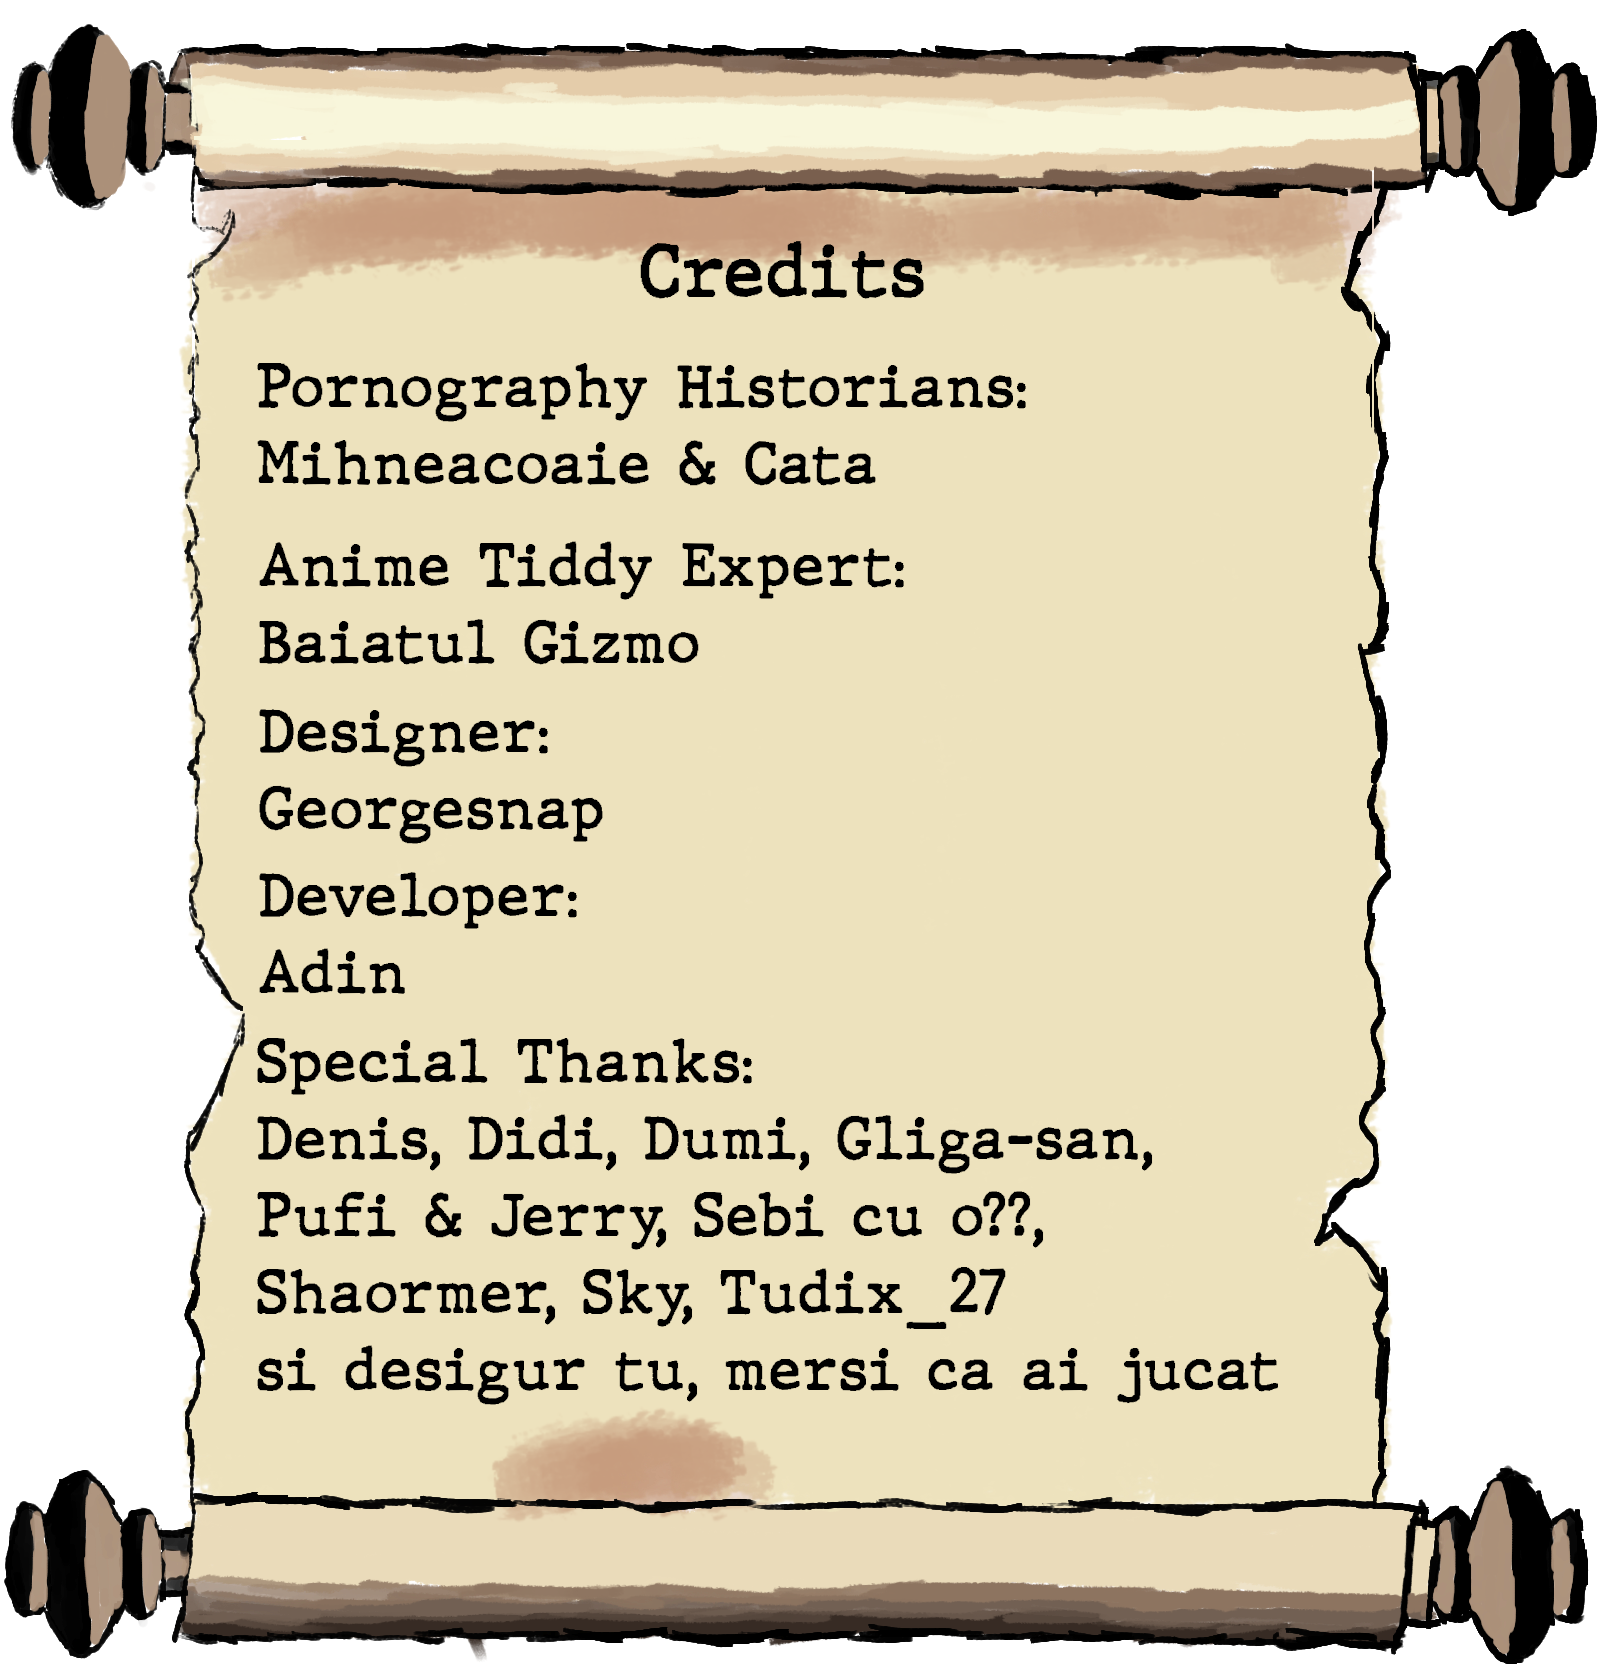 Credits
Pornography Historians:
Mihneacoaie & Cata
Anime Tiddy Expert:
Baiatul Gizmo
Designer:
Georgesnap
Developer:
Adin
Special Thanks:
Denis, Didi, Dumi, Gliga-san,
Pufi & Jerry, Sebi cu o??,
Shaormer, Sky, Tudix_27
si desigur tu, mersi ca ai jucat